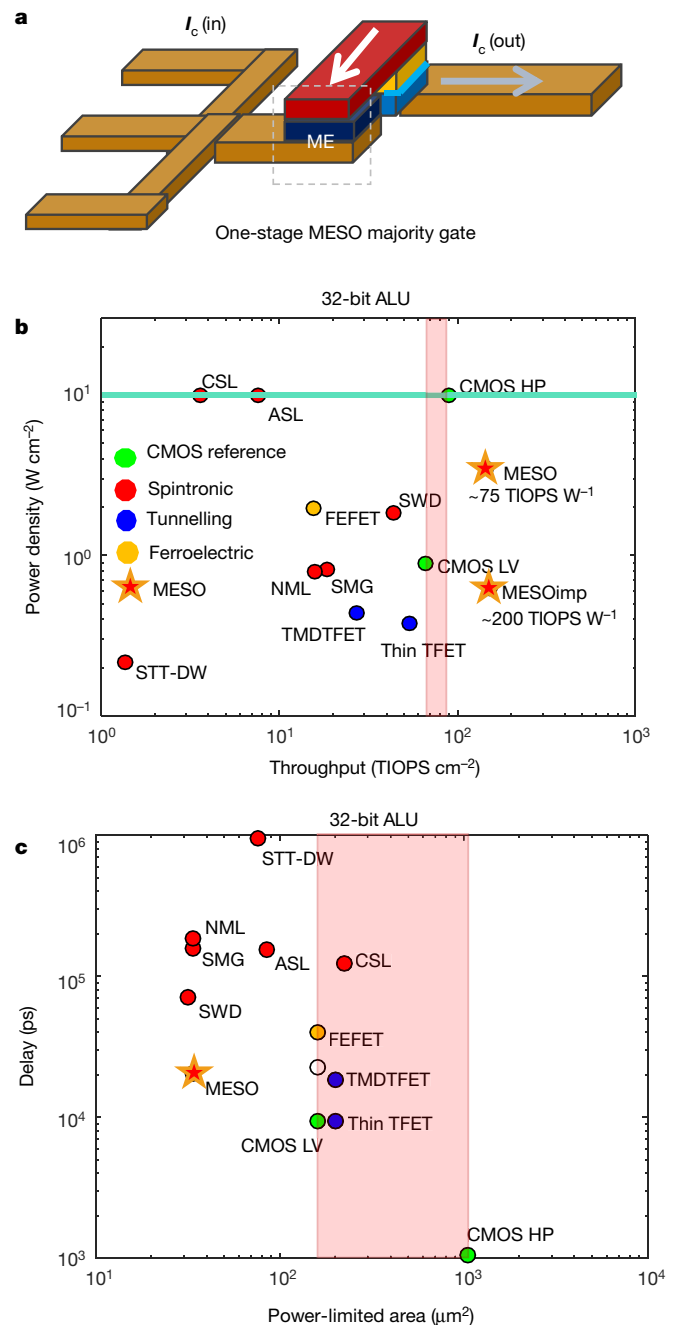 a
I c (in)
I c (out)
ME
One-stage MESO majority gate
32-bit ALU
b
10^1
10^0
10^–1
Power density (W cm^–2)
CSL
ASL
CMOS HP
CMOS reference
Spintronic
Tunnelling
Ferroelectric
MESO
~75 TIOPS W^–1
FEFET
SWD
CMOS LV
NML
SMG
MESO
MESOimp
~200 TIOPS W^–1
TMDTFET
Thin TFET
STT-DW
10^0
10^1
10^2
10^3
Throughput (TIOPS cm^–2)
32-bit ALU
c
10^6
10^5
10^4
10^3
Delay (ps)
STT-DW
NML
SMG
ASL
CSL
SWD
FEFET
MESO
TMDTFET
Thin TFET
CMOS LV
CMOS HP
10^1
10^2
10^3
10^4
Power-limited area (μm^2)